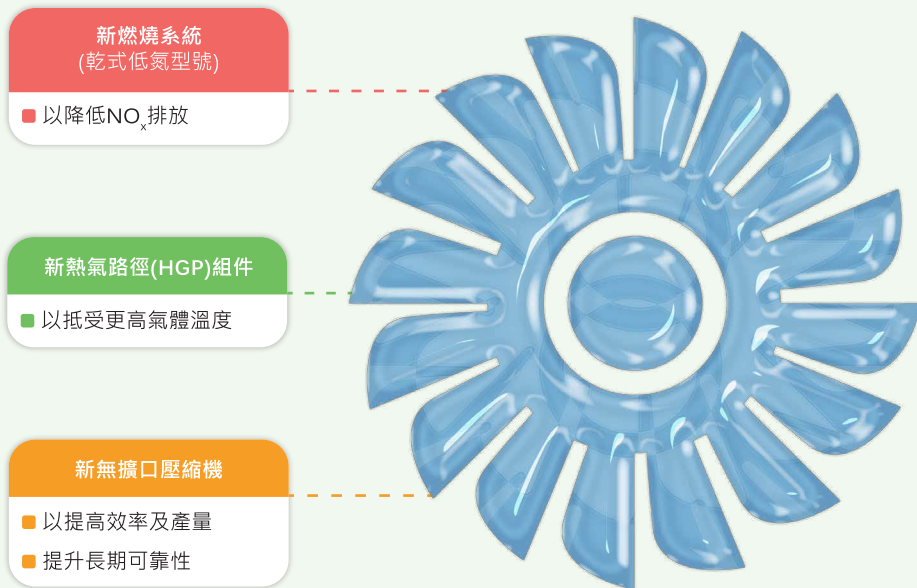 新燃燒系統
(乾式低氮型號)
以降低NOx排放
新熱氣路徑(HGP)組件
以抵受更高氣體溫度
新無擴口壓縮機
以提高效率及產量
提升長期可靠性